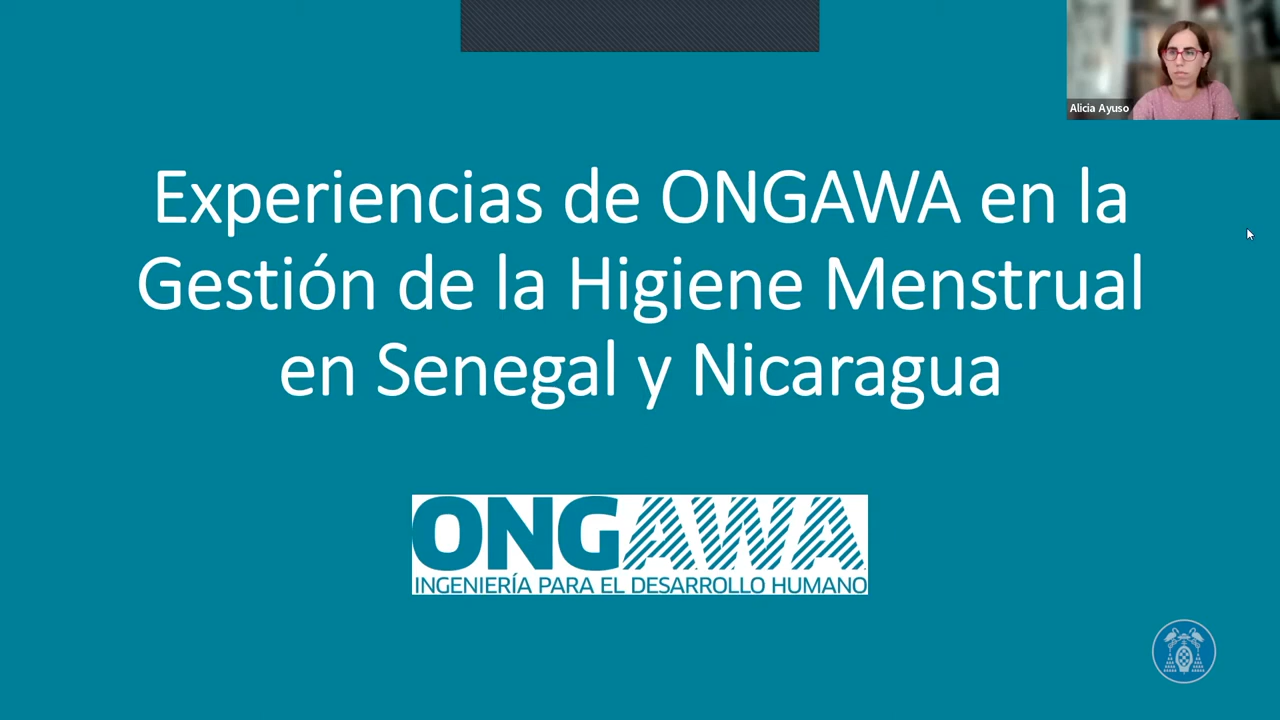 Alicia Ayuso
Experiencias de ONGAWA en la
Gestión de la Higiene Menstrual
en Senegal y Nicaragua
ONGAWA
INGENIERÍA PARA EL DESARROLLO HUMANO